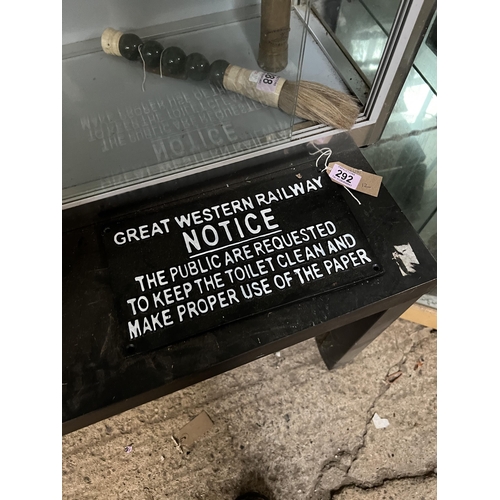 GREAT WESTERN RAILWAY
NOTICE
THE PUBLIC ARE REQUESTED
TO KEEP THE TOILET CLEAN AND
MAKE PROPER USE OF THE PAPER
292